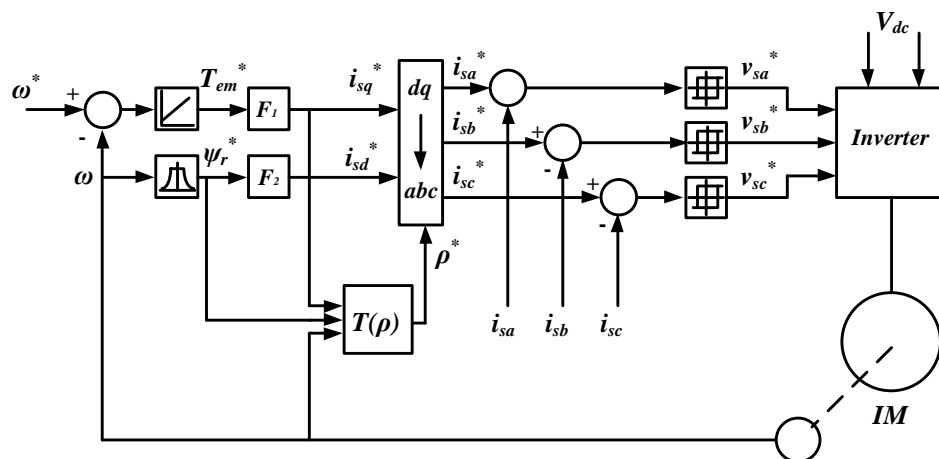 V_dc
ω* + T_em* F_1 i_sq* dq i_sa* v_sa*
-
i_sb* + v_sb* Inverter
-
ω ψ_r* F_2 i_sd* abc i_sc* + v_sc*
-
ρ*
T(ρ) i_sa i_sb i_sc
IM